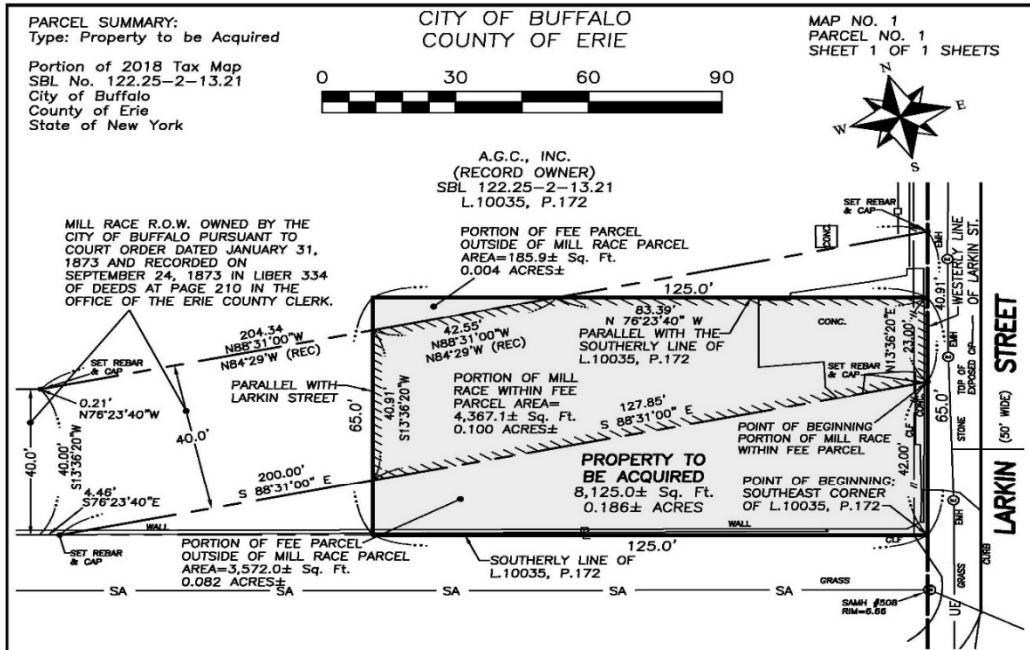 PARCEL SUMMARY:
Type: Property to be Acquired
Portion of 2018 Tax Map
SBL No. 122.25-2-13.21
City of Buffalo
County of Erie
State of New York
CITY OF BUFFALO
COUNTY OF ERIE
0 30 60 90
MAP NO. 1
PARCEL NO. 1
SHEET 1 OF 1 SHEETS
N
E
W
S
A.G.C., INC.
(RECORD OWNER)
SBL 122.25-2-13.21
L.10035, P.172
MILL RACE R.O.W. OWNED BY THE
CITY OF BUFFALO PURSUANT TO
COURT ORDER DATED JANUARY 31,
1873 AND RECORDED ON
SEPTEMBER 24, 1873 IN LIBER 334
OF DEEDS AT PAGE 210 IN THE
OFFICE OF THE ERIE COUNTY CLERK.
PORTION OF FEE PARCEL
OUTSIDE OF MILL RACE PARCEL
AREA=185.9± Sq. Ft.
0.004 ACRES±
SET REBAR
& CAP
CONC.
125.0'
83.39
N 76°23'40" W
PARALLEL WITH THE
SOUTHERLY LINE OF
L.10035, P.172
CONC.
204.34
N88°31'00"W
N84°29'W (REC)
42.55'
N88°31'00"W
N84°29'W (REC)
SET REBAR
& CAP
PARALLEL WITH
LARKIN STREET
0.21'
N76°23'40"W
40.0'
40.00'
S13°36'20"W
40.0'
65.0'
40.91'
S13°36'20"W
PORTION OF MILL
RACE WITHIN FEE
PARCEL AREA=
4,367.1± Sq. Ft.
0.100 ACRES±
SET REBAR
& CAP
127.85'
S 88°31'00" E
N13°36'20"E
23.00'
40.91'
WESTERLY LINE
OF LARKIN ST.
EMH
EMH
65.0'
CONC
CLF
42.00'
STONE
TOP OF
EXPOSED CP
LARKIN (50' WIDE) STREET
POINT OF BEGINNING
PORTION OF MILL RACE
WITHIN FEE PARCEL
4.46'
S76°23'40"E
200.00'
S 88°31'00" E
PROPERTY TO
BE ACQUIRED
8,125.0± Sq. Ft.
0.186± ACRES
POINT OF BEGINNING;
SOUTHEAST CORNER
OF L.10035, P.172
WALL
WALL
SET REBAR
& CAP
PORTION OF FEE PARCEL
OUTSIDE OF MILL RACE PARCEL
AREA=3,572.0± Sq. Ft.
0.082 ACRES±
125.0'
SOUTHERLY LINE OF
L.10035, P.172
CLF
EMH
GRASS
CURB
GRASS
SA SA SA SA SA
SAMH #508
RIM=6.66
UE